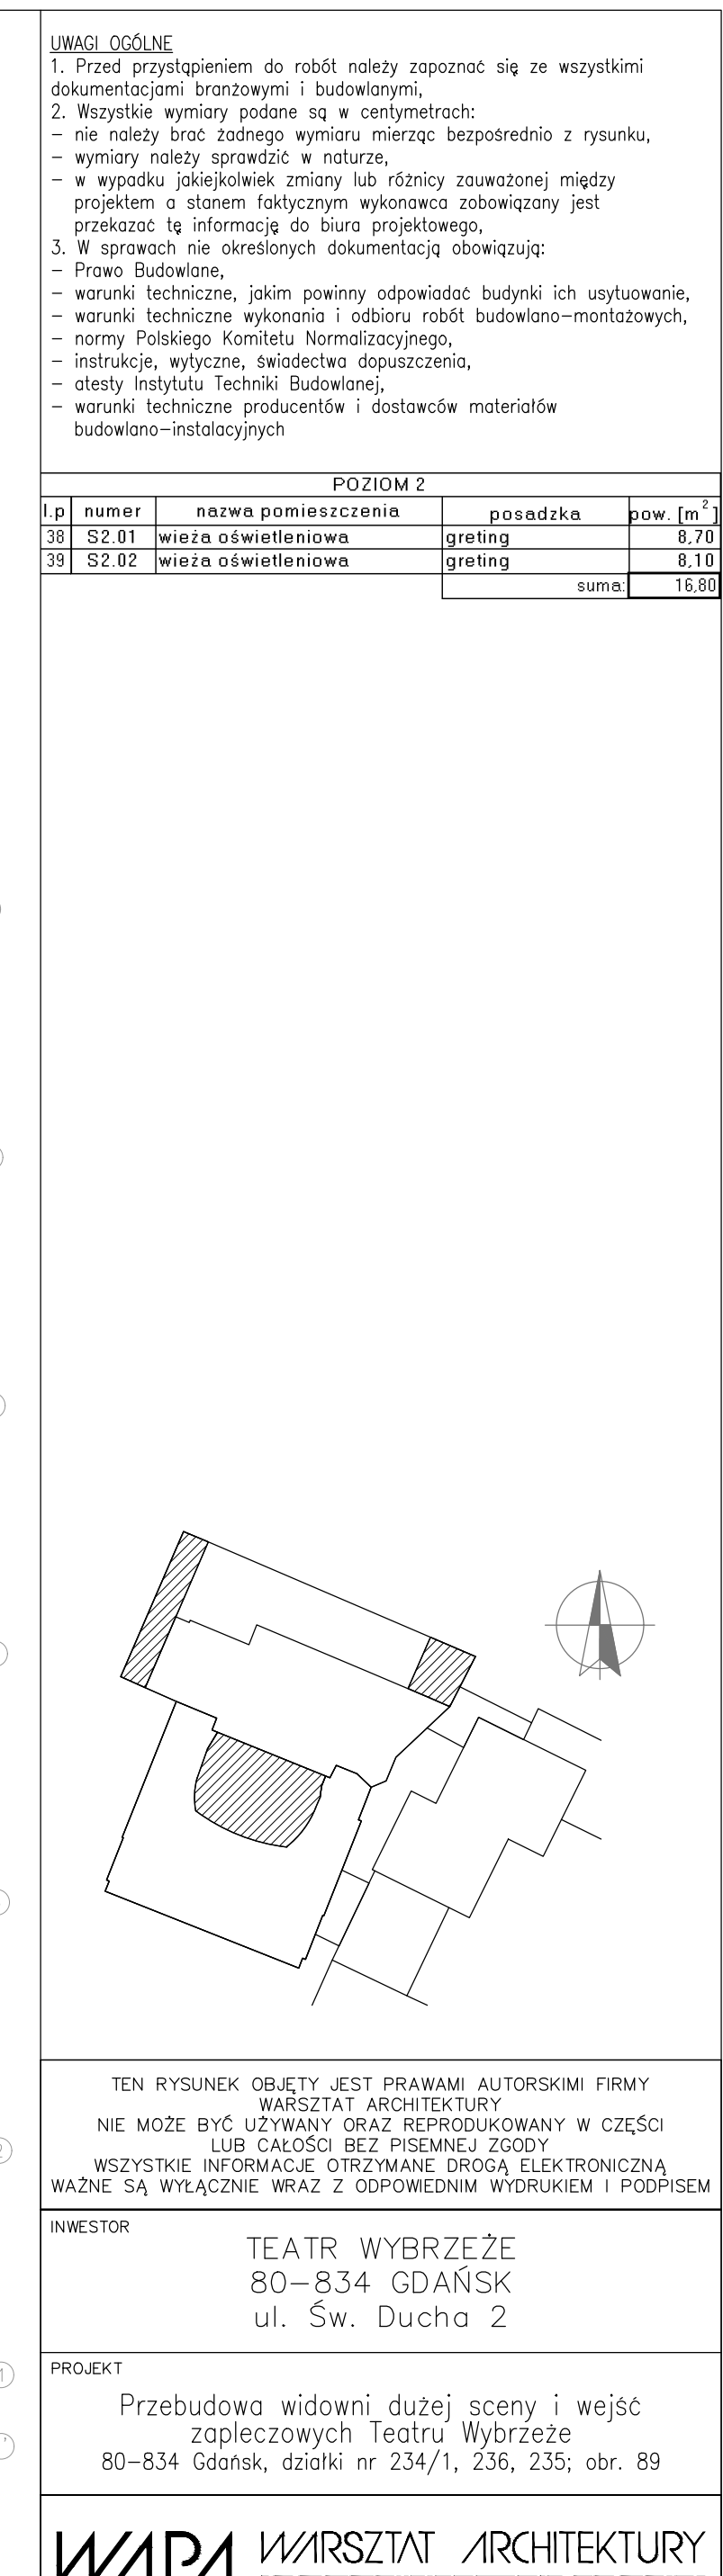 UWAGI OGÓLNE
1. Przed przystąpieniem do robót należy zapoznać się ze wszystkimi
dokumentacjami branżowymi i budowlanymi,
2. Wszystkie wymiary podane są w centymetrach:
– nie należy brać żadnego wymiaru mierząc bezpośrednio z rysunku,
– wymiary należy sprawdzić w naturze,
– w wypadku jakiejkolwiek zmiany lub różnicy zauważonej między
projektem a stanem faktycznym wykonawca zobowiązany jest
przekazać tę informację do biura projektowego,
3. W sprawach nie określonych dokumentacją obowiązują:
– Prawo Budowlane,
– warunki techniczne, jakim powinny odpowiadać budynki ich usytuowanie,
– warunki techniczne wykonania i odbioru robót budowlano–montażowych,
– normy Polskiego Komitetu Normalizacyjnego,
– instrukcje, wytyczne, świadectwa dopuszczenia,
– atesty Instytutu Techniki Budowlanej,
– warunki techniczne producentów i dostawców materiałów
budowlano–instalacyjnych
POZIOM 2
l.p numer nazwa pomieszczenia posadzka pow. [m²]
38 S2.01 wieża oświetleniowa greting 8,70
39 S2.02 wieża oświetleniowa greting 8,10
suma: 16,80
TEN RYSUNEK OBJĘTY JEST PRAWAMI AUTORSKIMI FIRMY
WARSZTAT ARCHITEKTURY
NIE MOŻE BYĆ UŻYWANY ORAZ REPRODUKOWANY W CZĘŚCI
LUB CAŁOŚCI BEZ PISEMNEJ ZGODY
WSZYSTKIE INFORMACJE OTRZYMANE DROGĄ ELEKTRONICZNĄ
WAŻNE SĄ WYŁĄCZNIE WRAZ Z ODPOWIEDNIM WYDRUKIEM I PODPISEM
INWESTOR
TEATR WYBRZEŻE
80–834 GDAŃSK
ul. Św. Ducha 2
PROJEKT
Przebudowa widowni dużej sceny i wejść
zapleczowych Teatru Wybrzeże
80–834 Gdańsk, działki nr 234/1, 236, 235; obr. 89
WAPA WARSZTAT ARCHITEKTURY